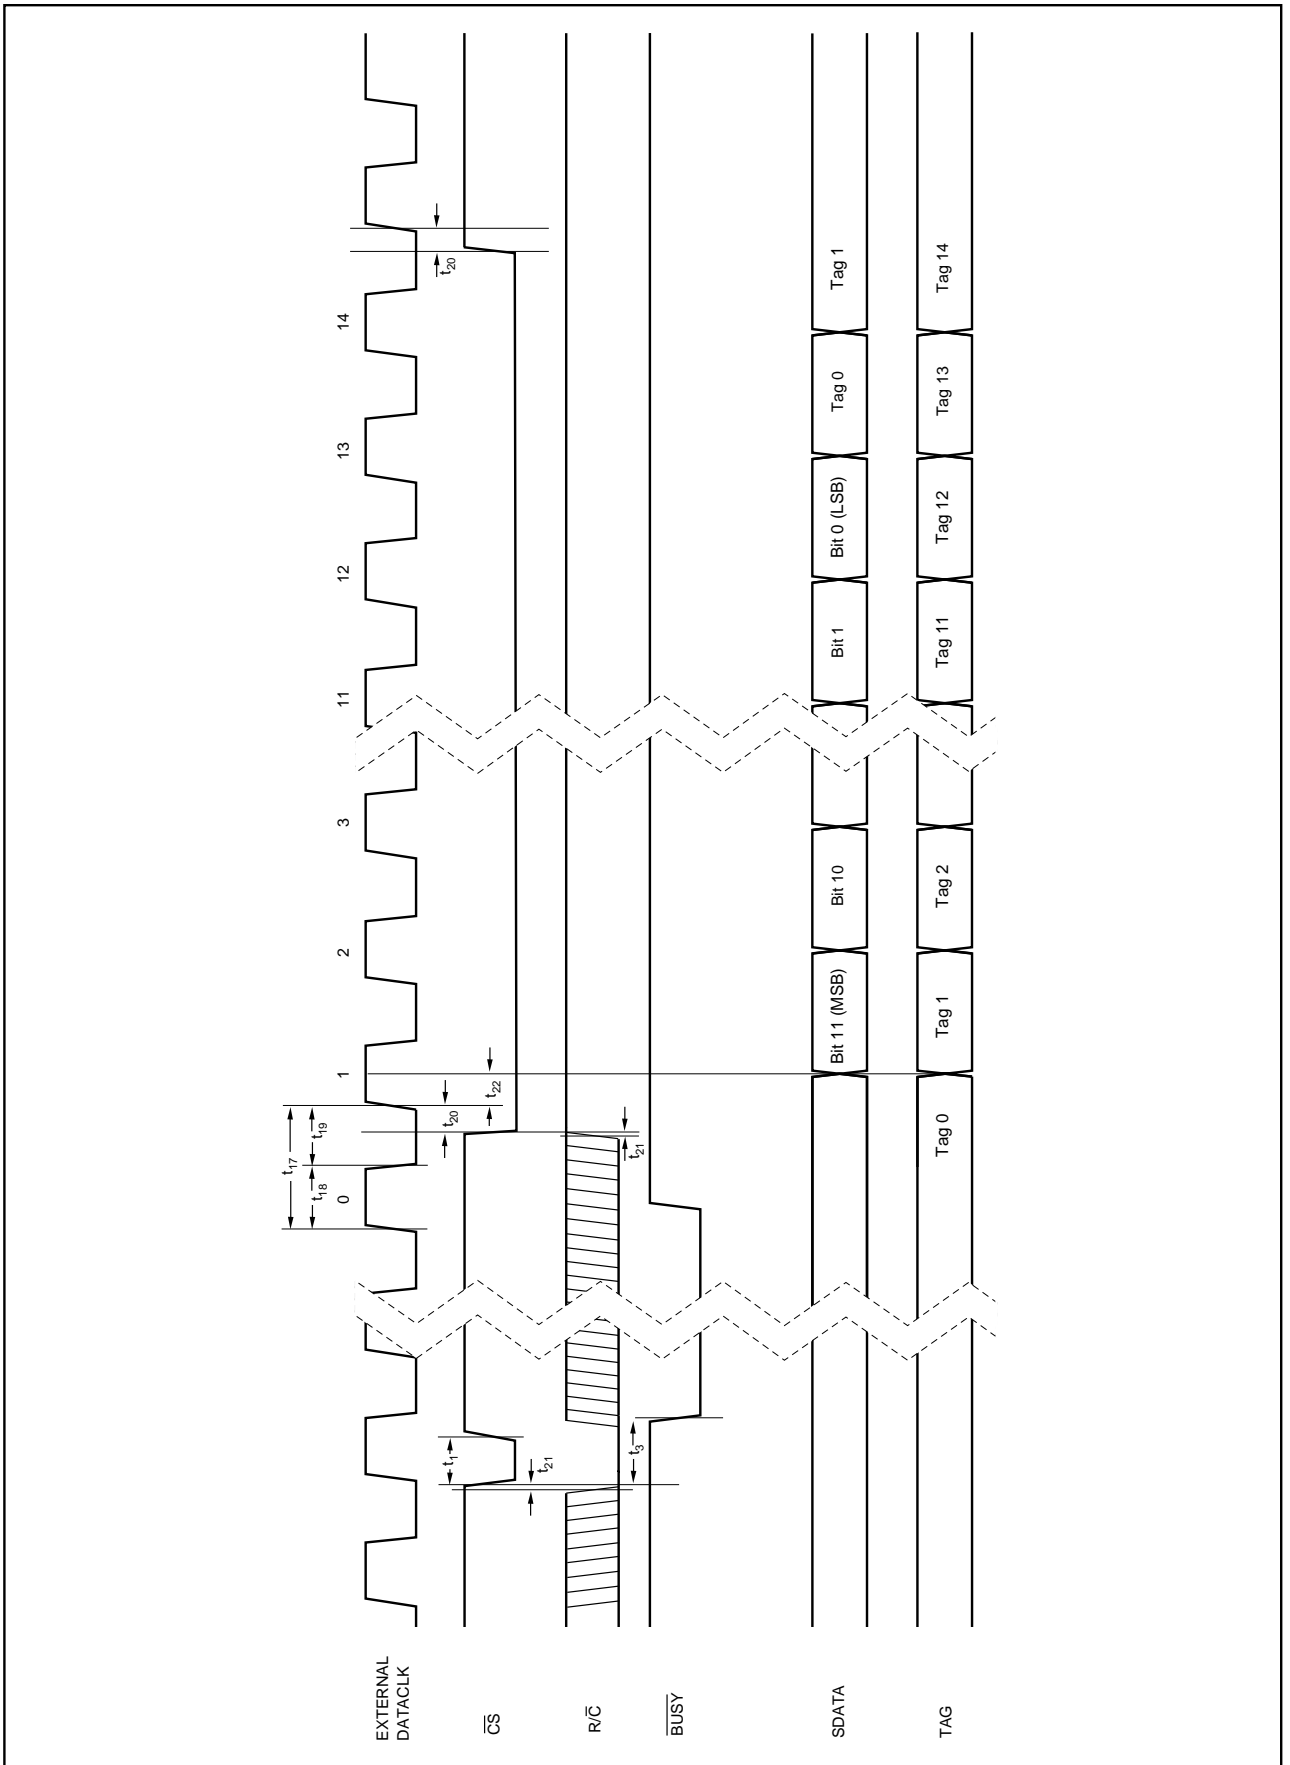 t17
t18
t19
0
1
2
3
11
12
13
14
EXTERNAL
DATACLK
t20
t22
t20
CS
t1
t21
R/C
t3
t21
BUSY
SDATA
Bit 11 (MSB)
Bit 10
Bit 1
Bit 0 (LSB)
Tag 0
Tag 1
TAG
Tag 0
Tag 1
Tag 2
Tag 11
Tag 12
Tag 13
Tag 14